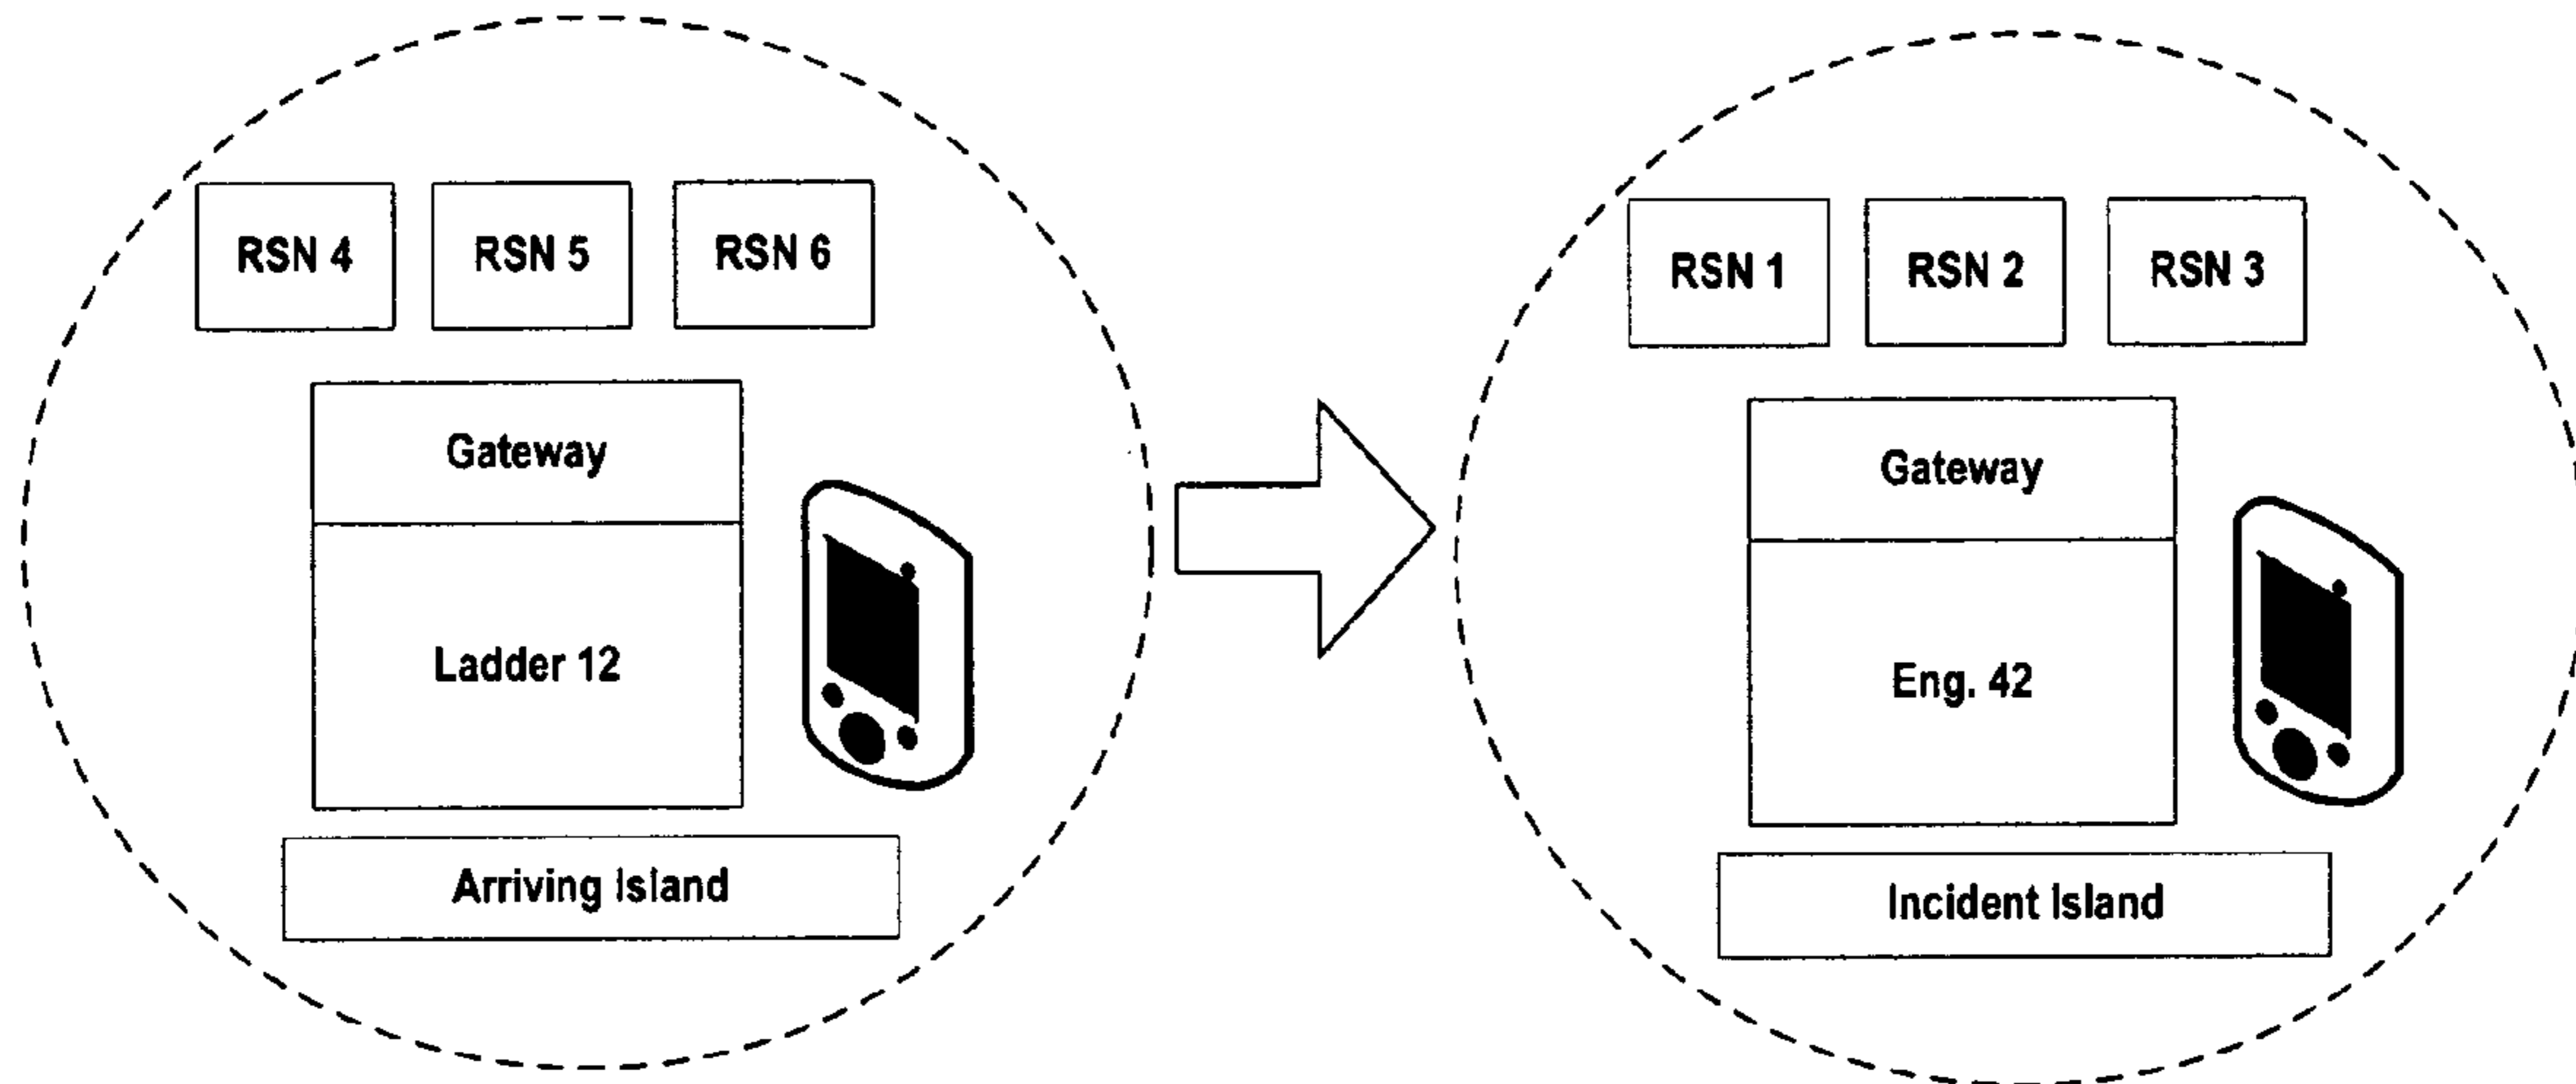 RSN 4
RSN 5
RSN 6
Gateway
Ladder 12
Arriving Island
RSN 1
RSN 2
RSN 3
Gateway
Eng. 42
Incident Island